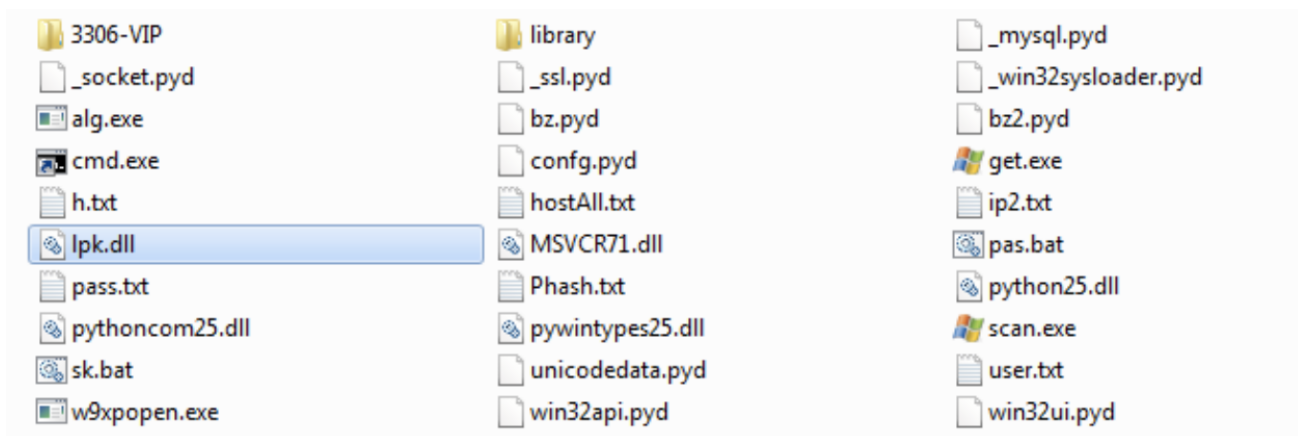 3306-VIP library _mysql.pyd
_socket.pyd _ssl.pyd _win32sysloader.pyd
alg.exe bz.pyd bz2.pyd
cmd.exe confg.pyd get.exe
h.txt hostAll.txt ip2.txt
lpk.dll MSVCR71.dll pas.bat
pass.txt Phash.txt python25.dll
pythoncom25.dll pywintypes25.dll scan.exe
sk.bat unicodedata.pyd user.txt
w9xpopen.exe win32api.pyd win32ui.pyd